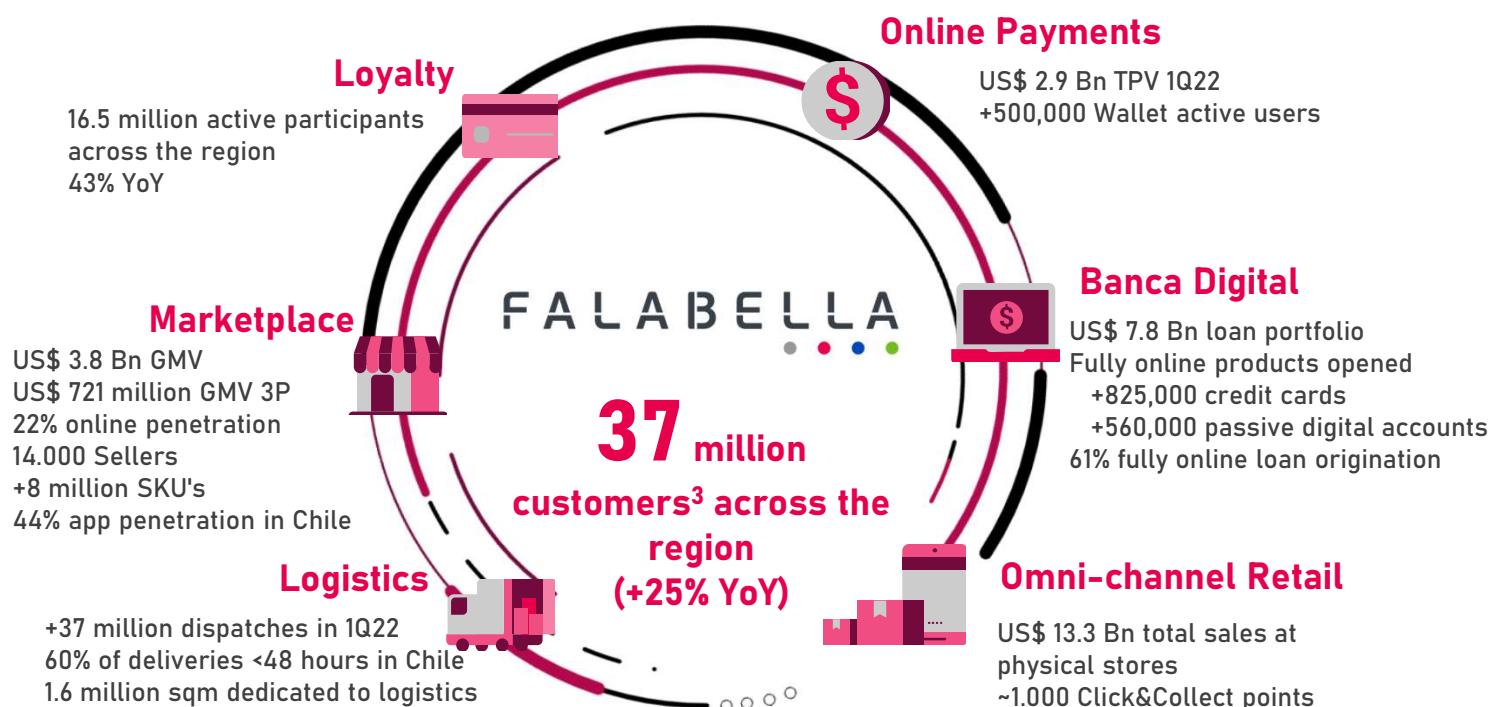 Online Payments
US$ 2.9 Bn TPV 1Q22
+500,000 Wallet active users
Loyalty
16.5 million active participants
across the region
43% YoY
$
FALABELLA
Banca Digital
$
US$ 7.8 Bn loan portfolio
Fully online products opened
+825,000 credit cards
+560,000 passive digital accounts
61% fully online loan origination
Marketplace
US$ 3.8 Bn GMV
US$ 721 million GMV 3P
22% online penetration
14.000 Sellers
+8 million SKU's
44% app penetration in Chile
37 million
customers³ across the
region
(+25% YoY)
Logistics
+37 million dispatches in 1Q22
60% of deliveries <48 hours in Chile
1.6 million sqm dedicated to logistics
Omni-channel Retail
US$ 13.3 Bn total sales at
physical stores
~1.000 Click&Collect points